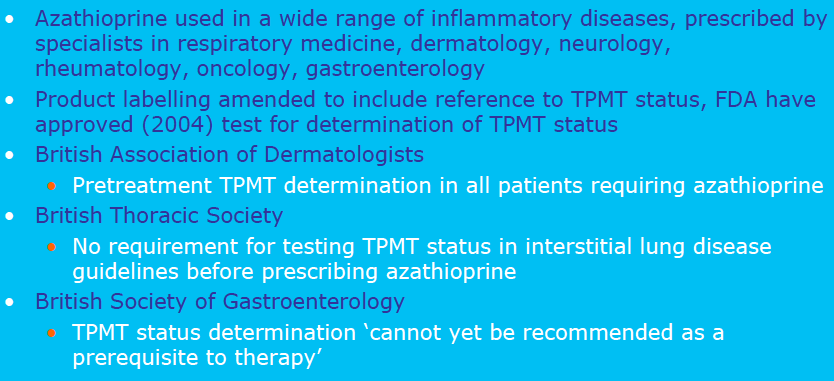 • Azathioprine used in a wide range of inflammatory diseases, prescribed by
specialists in respiratory medicine, dermatology, neurology,
rheumatology, oncology, gastroenterology
• Product labelling amended to include reference to TPMT status, FDA have
approved (2004) test for determination of TPMT status
• British Association of Dermatologists
• Pretreatment TPMT determination in all patients requiring azathioprine
• British Thoracic Society
• No requirement for testing TPMT status in interstitial lung disease
guidelines before prescribing azathioprine
• British Society of Gastroenterology
• TPMT status determination ‘cannot yet be recommended as a
prerequisite to therapy’